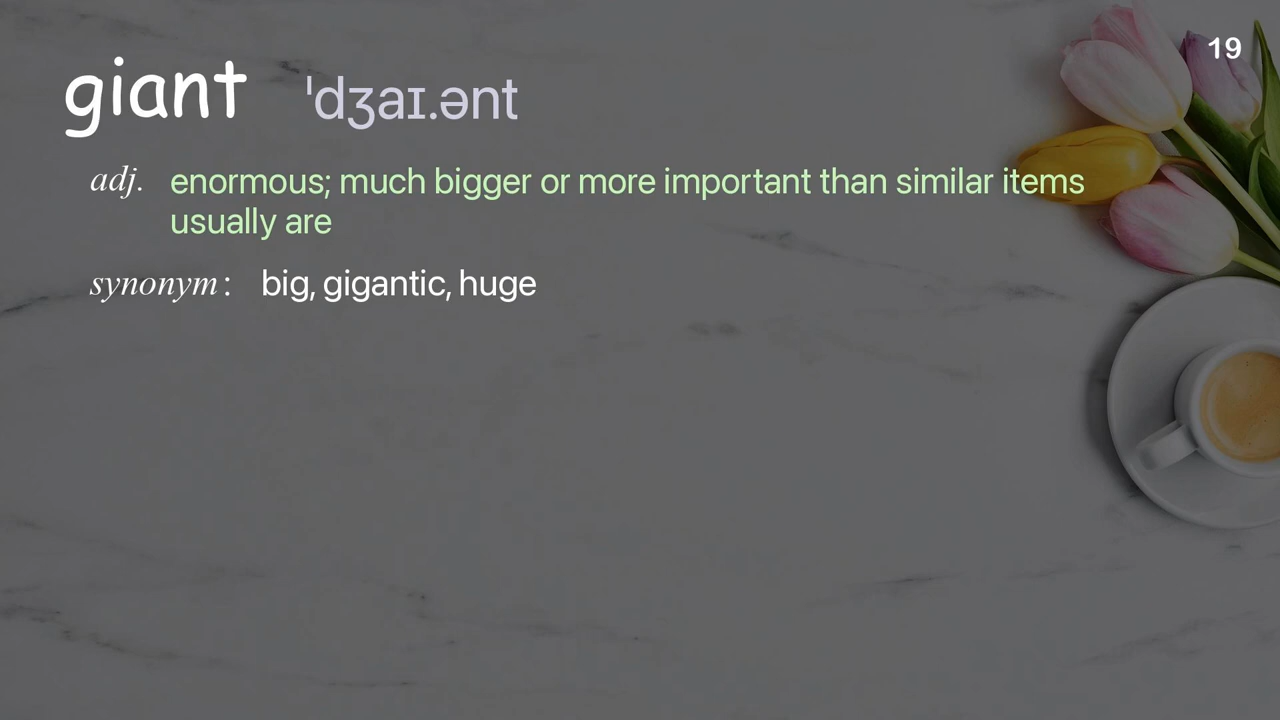 19
giant ˈdʒaɪ.ənt
adj. enormous; much bigger or more important than similar items
usually are
synonym : big, gigantic, huge